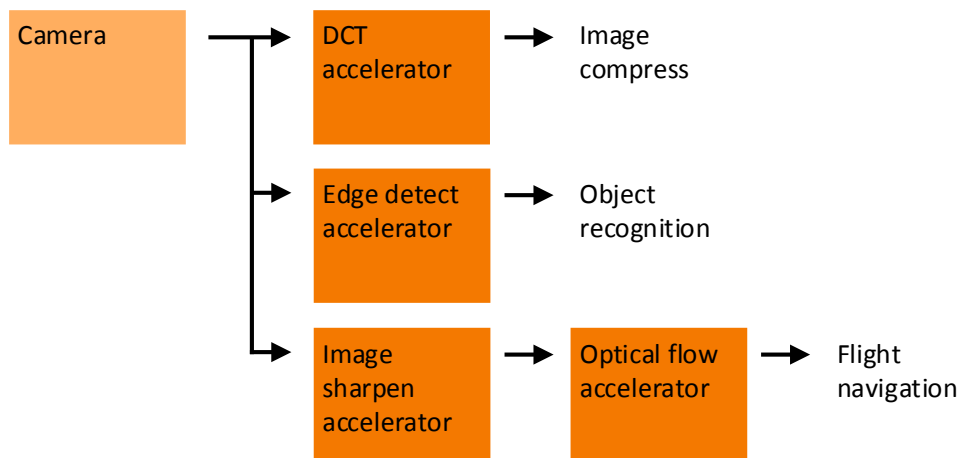 Camera
DCT
accelerator
Image
compress
Edge detect
accelerator
Object
recognition
Image
sharpen
accelerator
Optical flow
accelerator
Flight
navigation